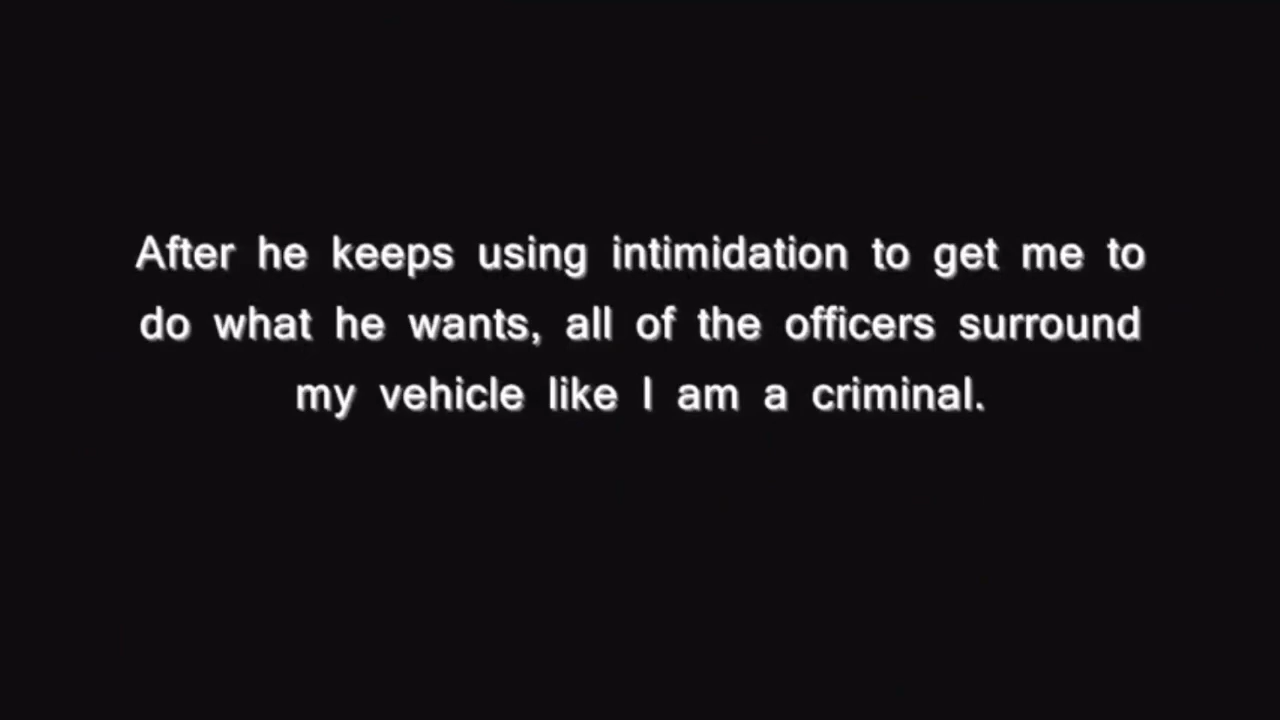 After he keeps using intimidation to get me to
do what he wants, all of the officers surround
my vehicle like I am a criminal.